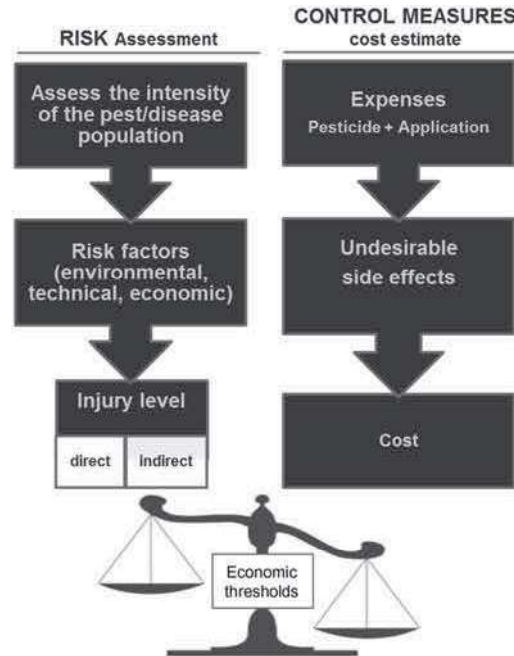 RISK Assessment
Assess the intensity
of the pest/disease
population
Risk factors
(environmental,
technical, economic)
Injury level
direct
indirect
CONTROL MEASURES
cost estimate
Expenses
Pesticide + Application
Undesirable
side effects
Cost
Economic
thresholds